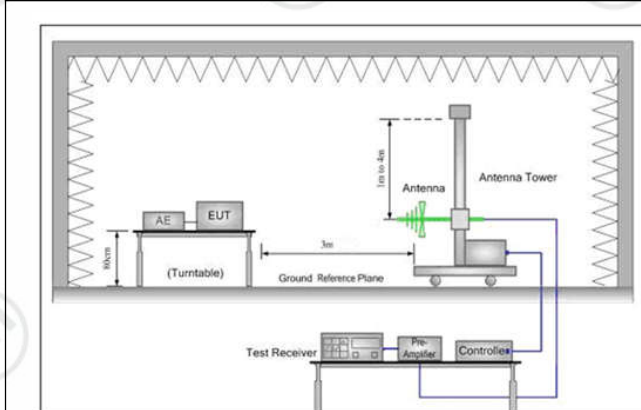 1m to 4m
Antenna
Antenna Tower
AE
EUT
80cm
(Turntable)
3m
Ground Reference Plane
Test Receiver
Pre-
Amplifier
Controller